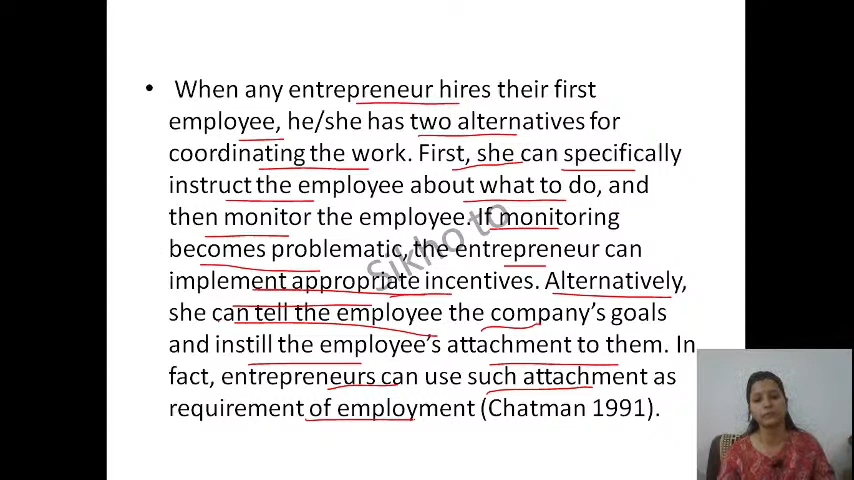 • When any entrepreneur hires their first
employee, he/she has two alternatives for
coordinating the work. First, she can specifically
instruct the employee about what to do, and
then monitor the employee. If monitoring
becomes problematic, the entrepreneur can
implement appropriate incentives. Alternatively,
she can tell the employee the company's goals
and instill the employee's attachment to them. In
fact, entrepreneurs can use such attachment as
requirement of employment (Chatman 1991).
Sikho to